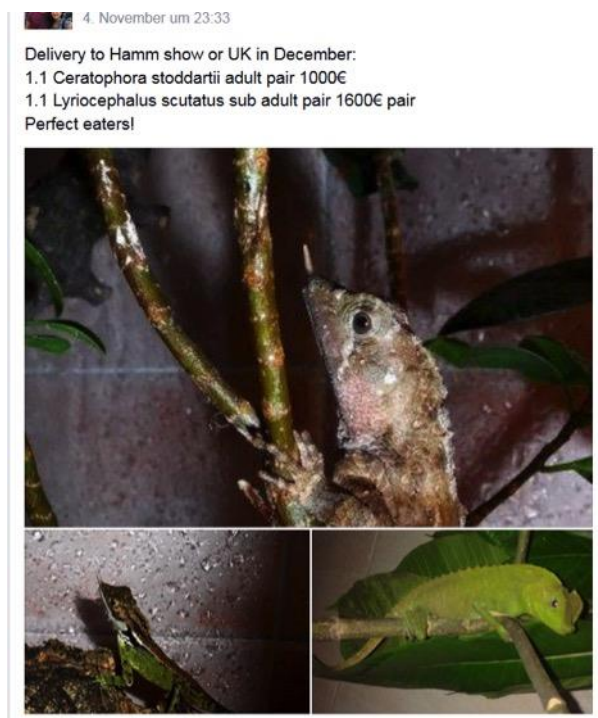 4. November um 23:33
Delivery to Hamm show or UK in December:
1.1 Ceratophora stoddartii adult pair 1000€
1.1 Lyriocephalus scutatus sub adult pair 1600€ pair
Perfect eaters!